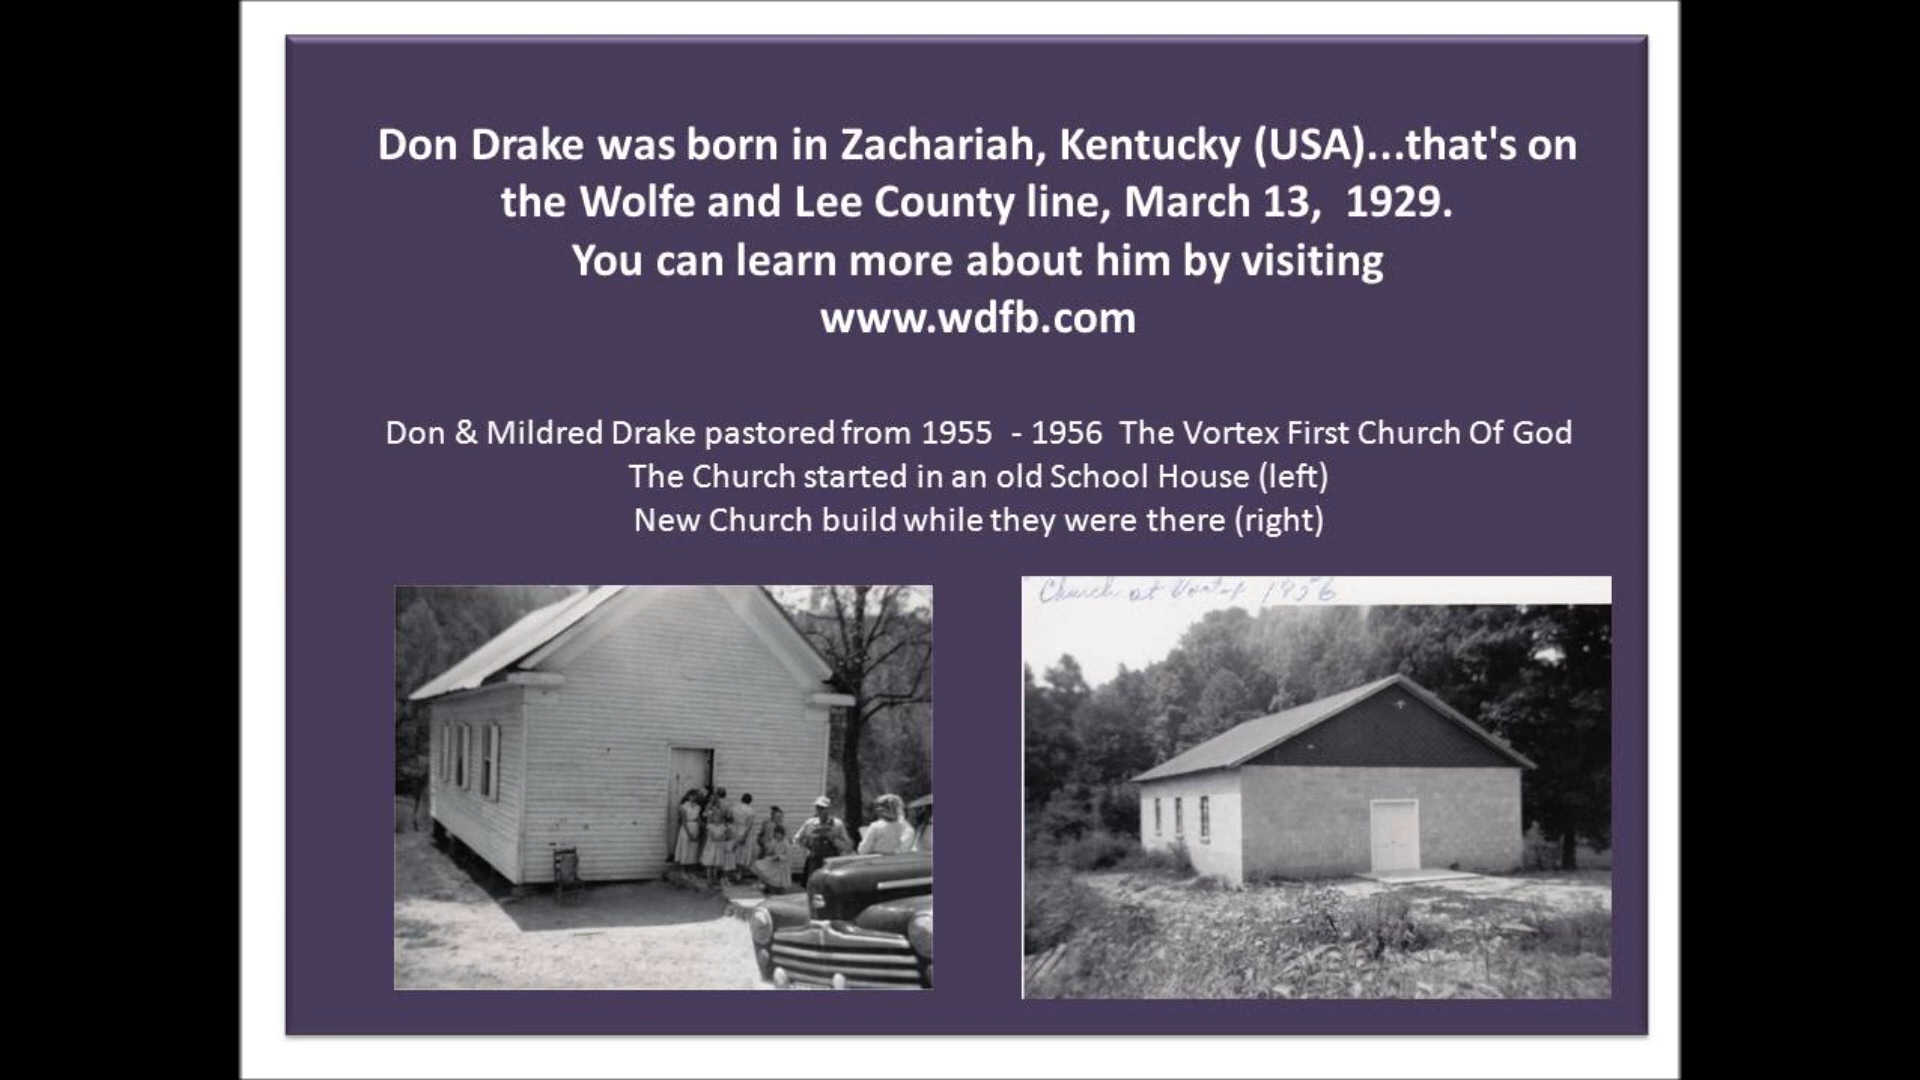 Don Drake was born in Zachariah, Kentucky (USA)...that's on
the Wolfe and Lee County line, March 13,  1929.
You can learn more about him by visiting
www.wdfb.com
Don & Mildred Drake pastored from 1955  - 1956  The Vortex First Church Of God
The Church started in an old School House (left)
New Church build while they were there (right)
Church at Vortex 1956